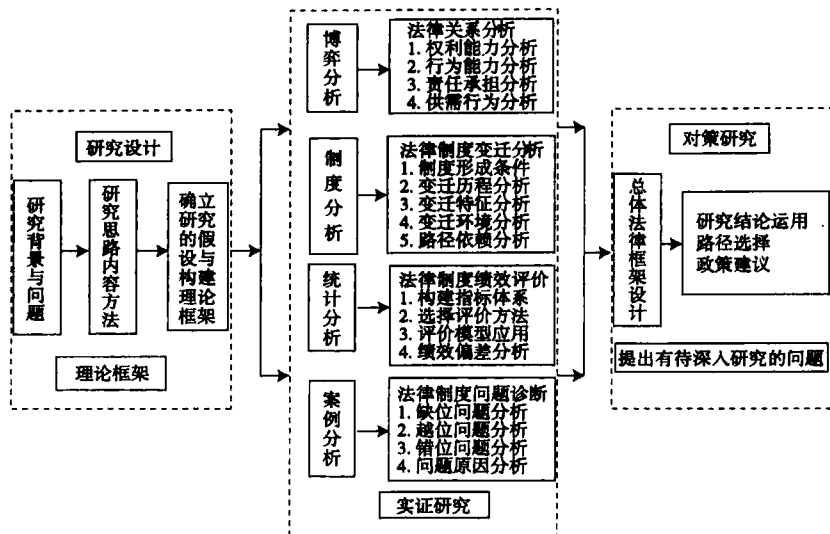 研究设计
研究背景与问题
研究思路内容方法
确立
研究
的假
设与
构建
理论
框架
理论框架
博弈分析
法律关系分析
1. 权利能力分析
2. 行为能力分析
3. 责任承担分析
4. 供需行为分析
制度分析
法律制度变迁分析
1. 制度形成条件
2. 变迁历程分析
3. 变迁特征分析
4. 变迁环境分析
5. 路径依赖分析
统计分析
法律制度绩效评价
1. 构建指标体系
2. 选择评价方法
3. 评价模型应用
4. 绩效偏差分析
案例分析
法律制度问题诊断
1. 缺位问题分析
2. 越位问题分析
3. 错位问题分析
4. 问题原因分析
实证研究
对策研究
总体法律框架设计
研究结论运用
路径选择
政策建议
提出有待深入研究的问题